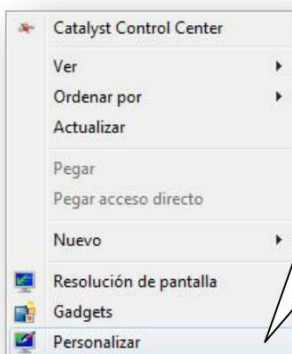 Catalyst Control Center
Ver
Ordenar por
Actualizar
Pegar
Pegar acceso directo
Nuevo
Resolución de pantalla
Gadgets
Personalizar